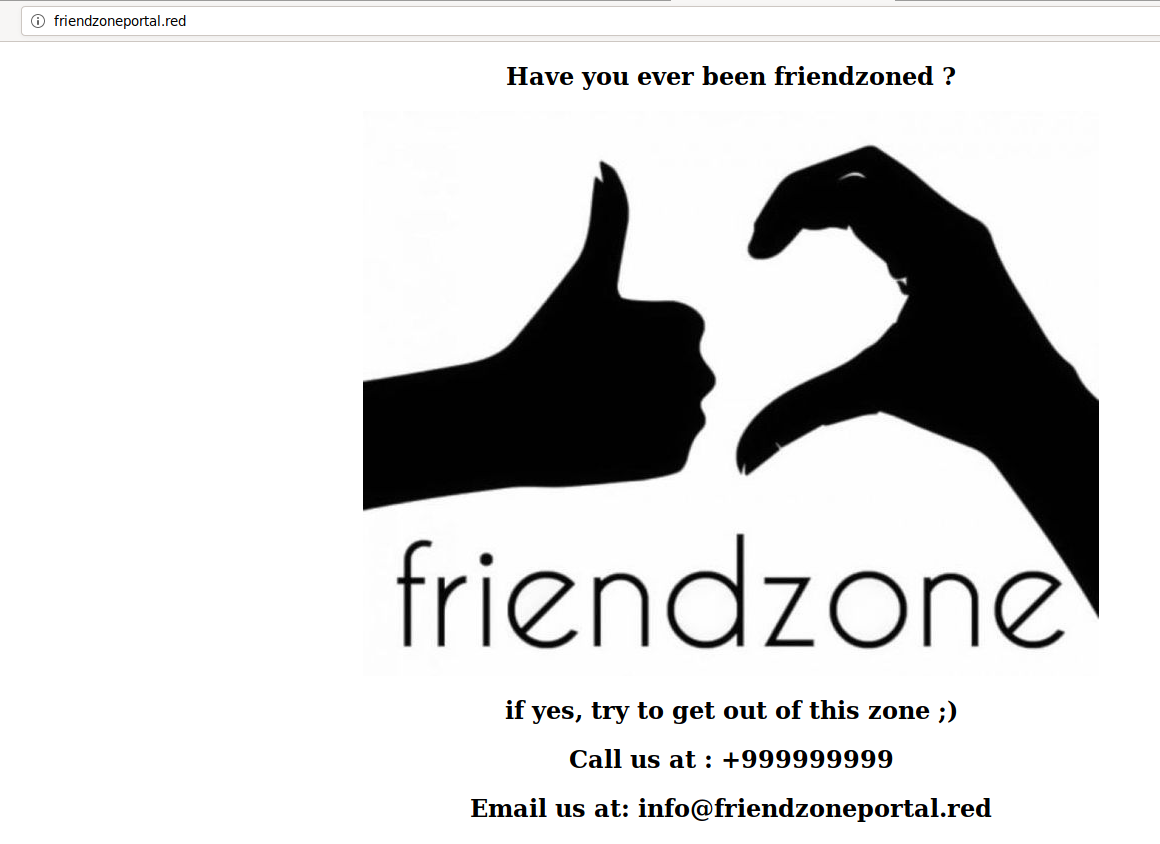 friendzoneportal.red
Have you ever been friendzoned ?
friendzone
if yes, try to get out of this zone ;)
Call us at : +999999999
Email us at: info@friendzoneportal.red